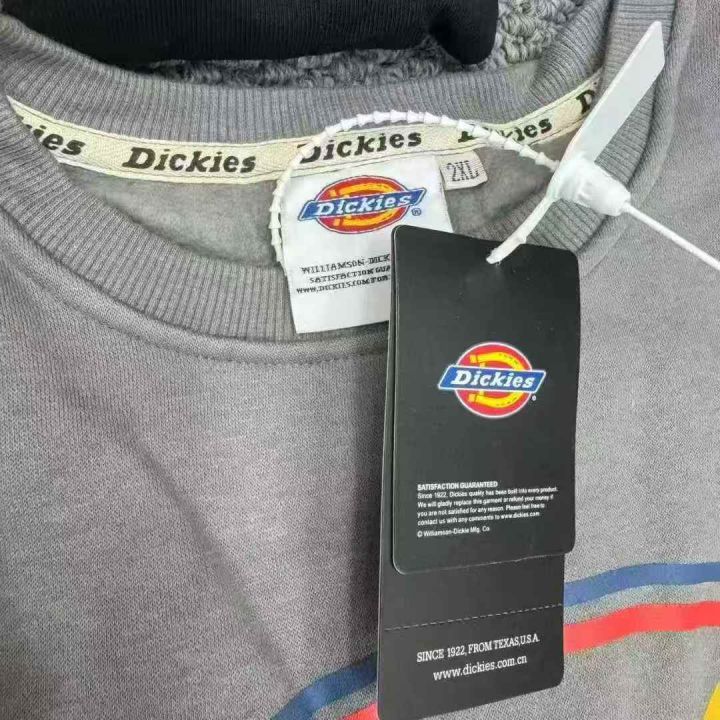 Dickies
Dickies
2XL
Dickies
WILLIAMSON-DICK
SATISFACTION GUA
WWW.DICKIES.COM FOR
Dickies
SATISFACTION GUARANTEED
Since 1922, Dickies quality has been built into every product.
We will gladly replace this garment or refund your money if
you are not satisfied for any reason. Please feel free to
contact us with any comments to www.dickies.com
© Williamson-Dickie Mfg. Co.
SINCE 1922, FROM TEXAS, U.S.A.
www.dickies.com.cn